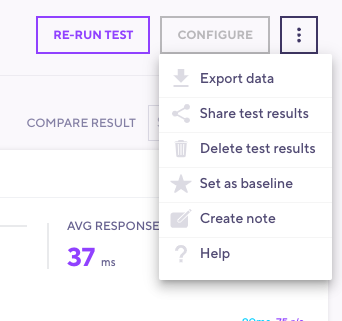 RE-RUN TEST
CONFIGURE
Export data
COMPARE RESULT
Share test results
Delete test results
Set as baseline
Create note
AVG RESPONSE
37 ms
Help